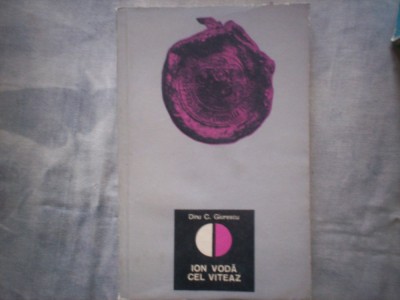 Dinu C. Giurescu
ION VODĂ
CEL VITEAZ